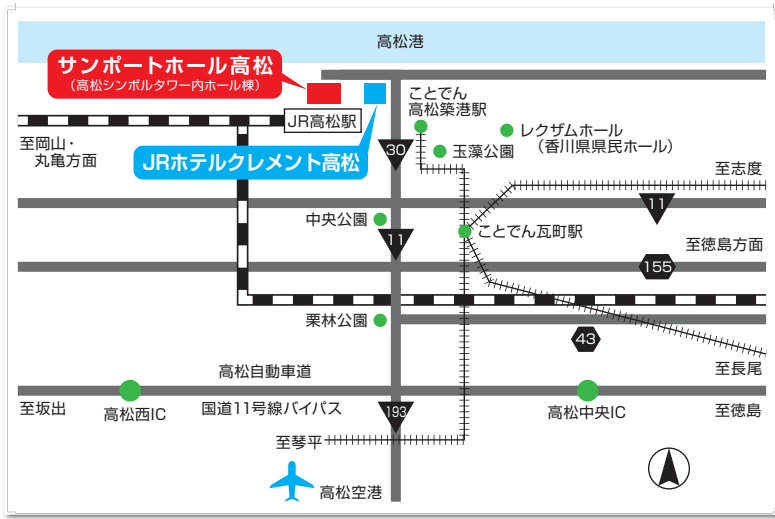 高松港
サンポートホール高松
（高松シンボルタワー内ホール棟）
ことでん
高松築港駅
JR高松駅
レクザムホール
（香川県県民ホール）
至岡山・
丸亀方面
JRホテルクレメント高松
30
玉藻公園
至志度
中央公園
11
11
ことでん瓦町駅
至徳島方面
155
栗林公園
43
高松自動車道
至長尾
至坂出
高松西IC
国道11号線バイパス
193
高松中央IC
至徳島
至琴平
高松空港